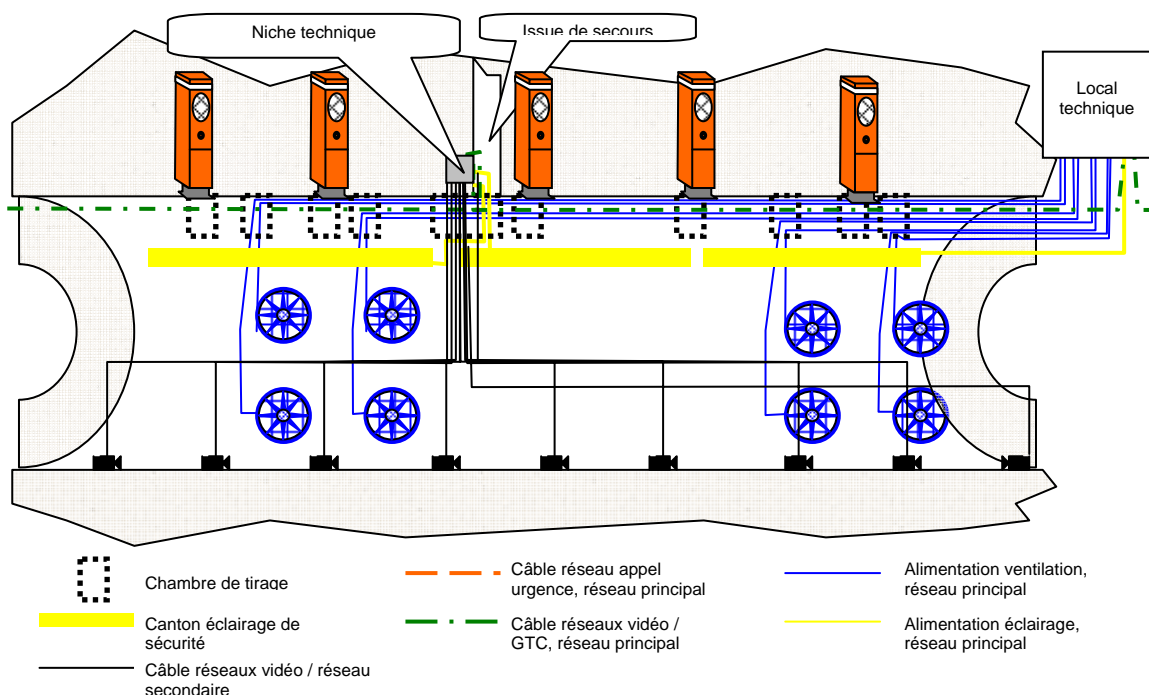 Niche technique
Issue de secours
Local
technique
Chambre de tirage
Câble réseau appel
urgence, réseau principal
Alimentation ventilation,
réseau principal
Canton éclairage de
sécurité
Câble réseaux vidéo /
GTC, réseau principal
Alimentation éclairage,
réseau principal
Câble réseaux vidéo / réseau
secondaire